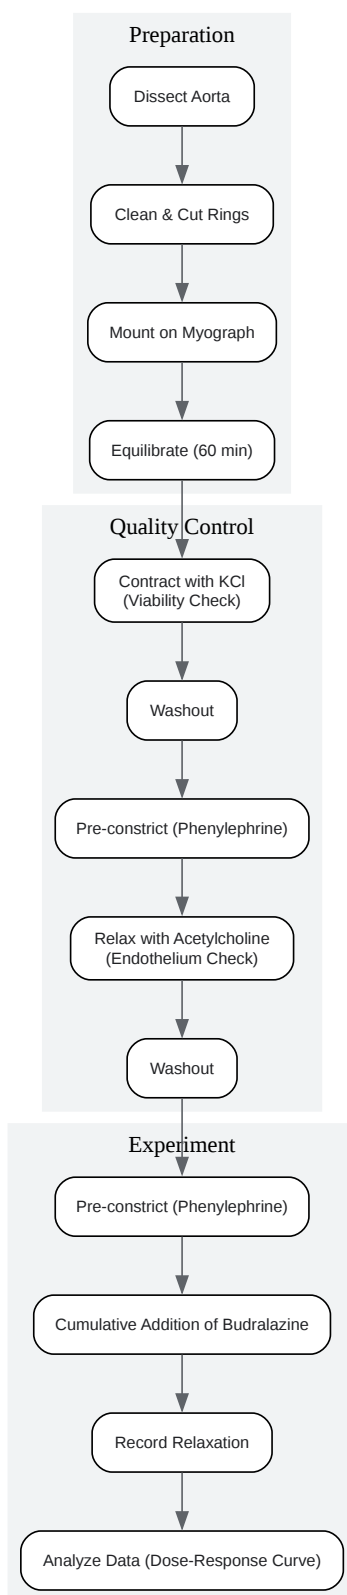 Preparation
Dissect Aorta
Clean & Cut Rings
Mount on Myograph
Equilibrate (60 min)
Quality Control
Contract with KCl
(Viability Check)
Washout
Pre-constrict (Phenylephrine)
Relax with Acetylcholine
(Endothelium Check)
Washout
Experiment
Pre-constrict (Phenylephrine)
Cumulative Addition of Budralazine
Record Relaxation
Analyze Data (Dose-Response Curve)